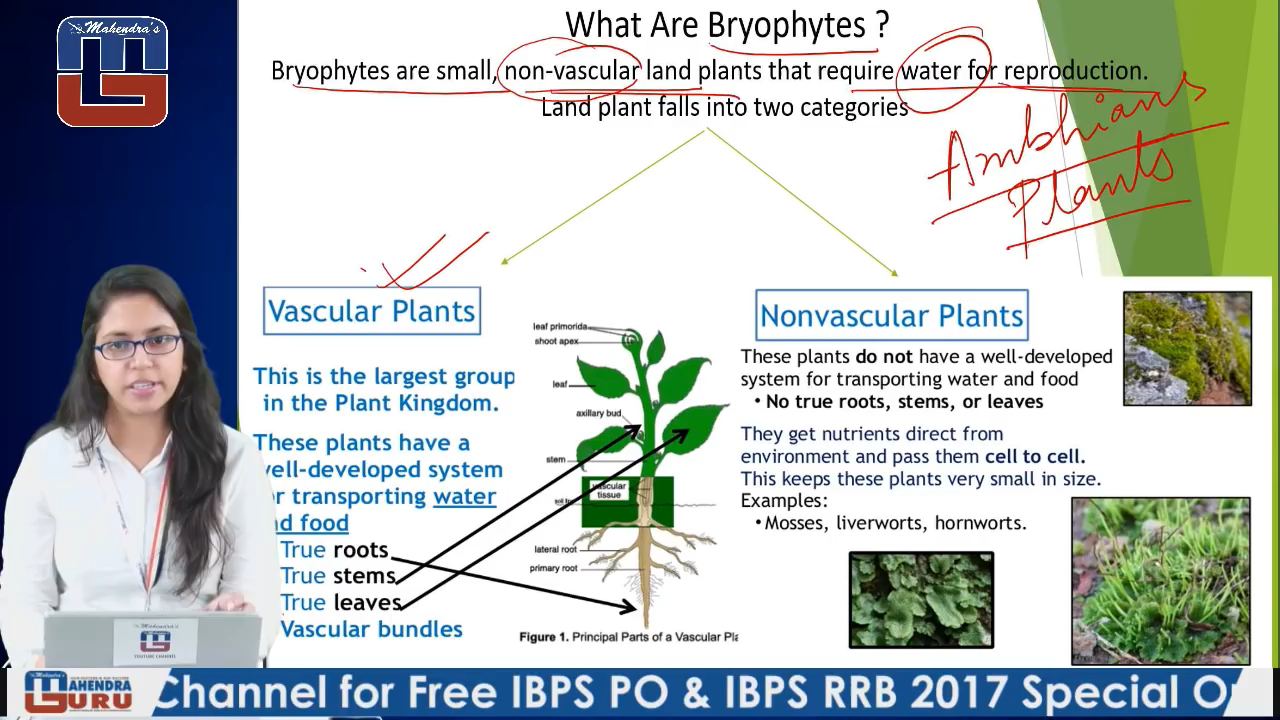 Mahendra's
What Are Bryophytes ?
Bryophytes are small, non-vascular land plants that require water for reproduction.
Land plant falls into two categories
Ambhians
Plants
Vascular Plants
This is the largest group
in the Plant Kingdom.
These plants have a
well-developed system
for transporting water
and food
True roots
True stems
True leaves
Vascular bundles
leaf primorida
shoot apex
leaf
axillary bud
stem
vascular
tissue
lateral root
primary root
Figure 1. Principal Parts of a Vascular Pla
Nonvascular Plants
These plants do not have a well-developed
system for transporting water and food
• No true roots, stems, or leaves
They get nutrients direct from
environment and pass them cell to cell.
This keeps these plants very small in size.
Examples:
• Mosses, liverworts, hornworts.
MAHENDRA
GURU
Channel for Free IBPS PO & IBPS RRB 2017 Special O